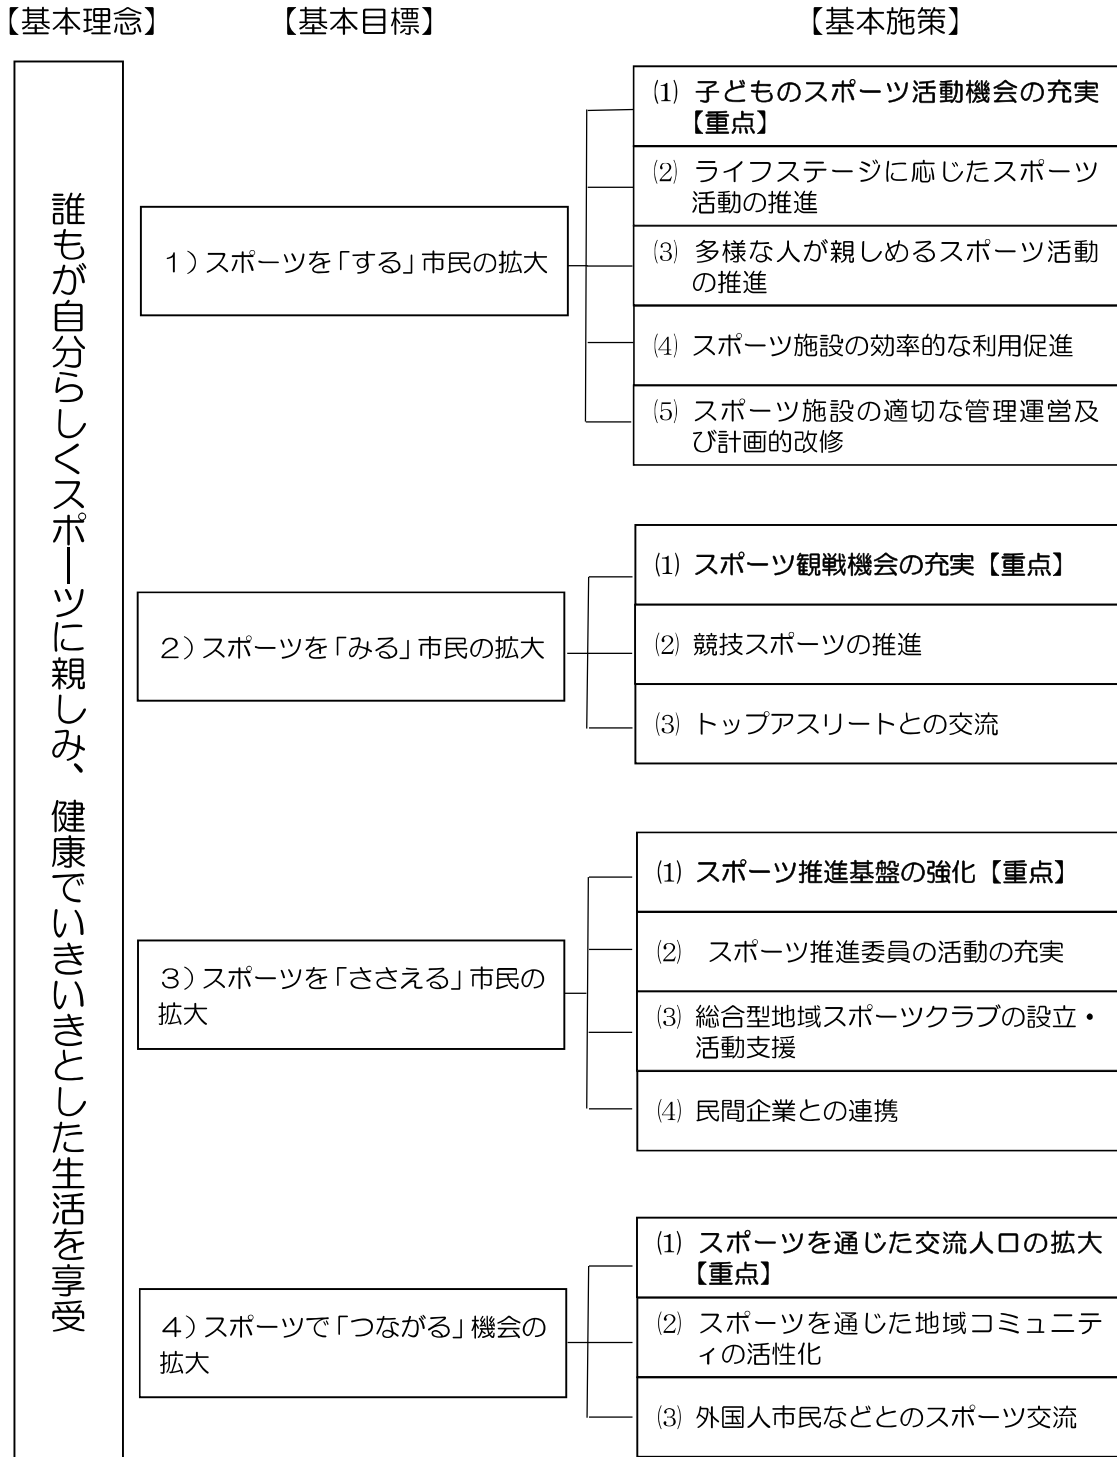 【基本理念】
【基本目標】
【基本施策】
誰もが自分らしくスポーツに親しみ、健康でいきいきとした生活を享受
1）スポーツを「する」市民の拡大
⑴ 子どものスポーツ活動機会の充実
【重点】
⑵ ライフステージに応じたスポーツ
活動の推進
⑶ 多様な人が親しめるスポーツ活動
の推進
⑷ スポーツ施設の効率的な利用促進
⑸ スポーツ施設の適切な管理運営及
び計画的改修
2）スポーツを「みる」市民の拡大
⑴ スポーツ観戦機会の充実【重点】
⑵ 競技スポーツの推進
⑶ トップアスリートとの交流
3）スポーツを「ささえる」市民の
拡大
⑴ スポーツ推進基盤の強化【重点】
⑵ スポーツ推進委員の活動の充実
⑶ 総合型地域スポーツクラブの設立・
活動支援
⑷ 民間企業との連携
4）スポーツで「つながる」機会の
拡大
⑴ スポーツを通じた交流人口の拡大
【重点】
⑵ スポーツを通じた地域コミュニテ
ィの活性化
⑶ 外国人市民などとのスポーツ交流